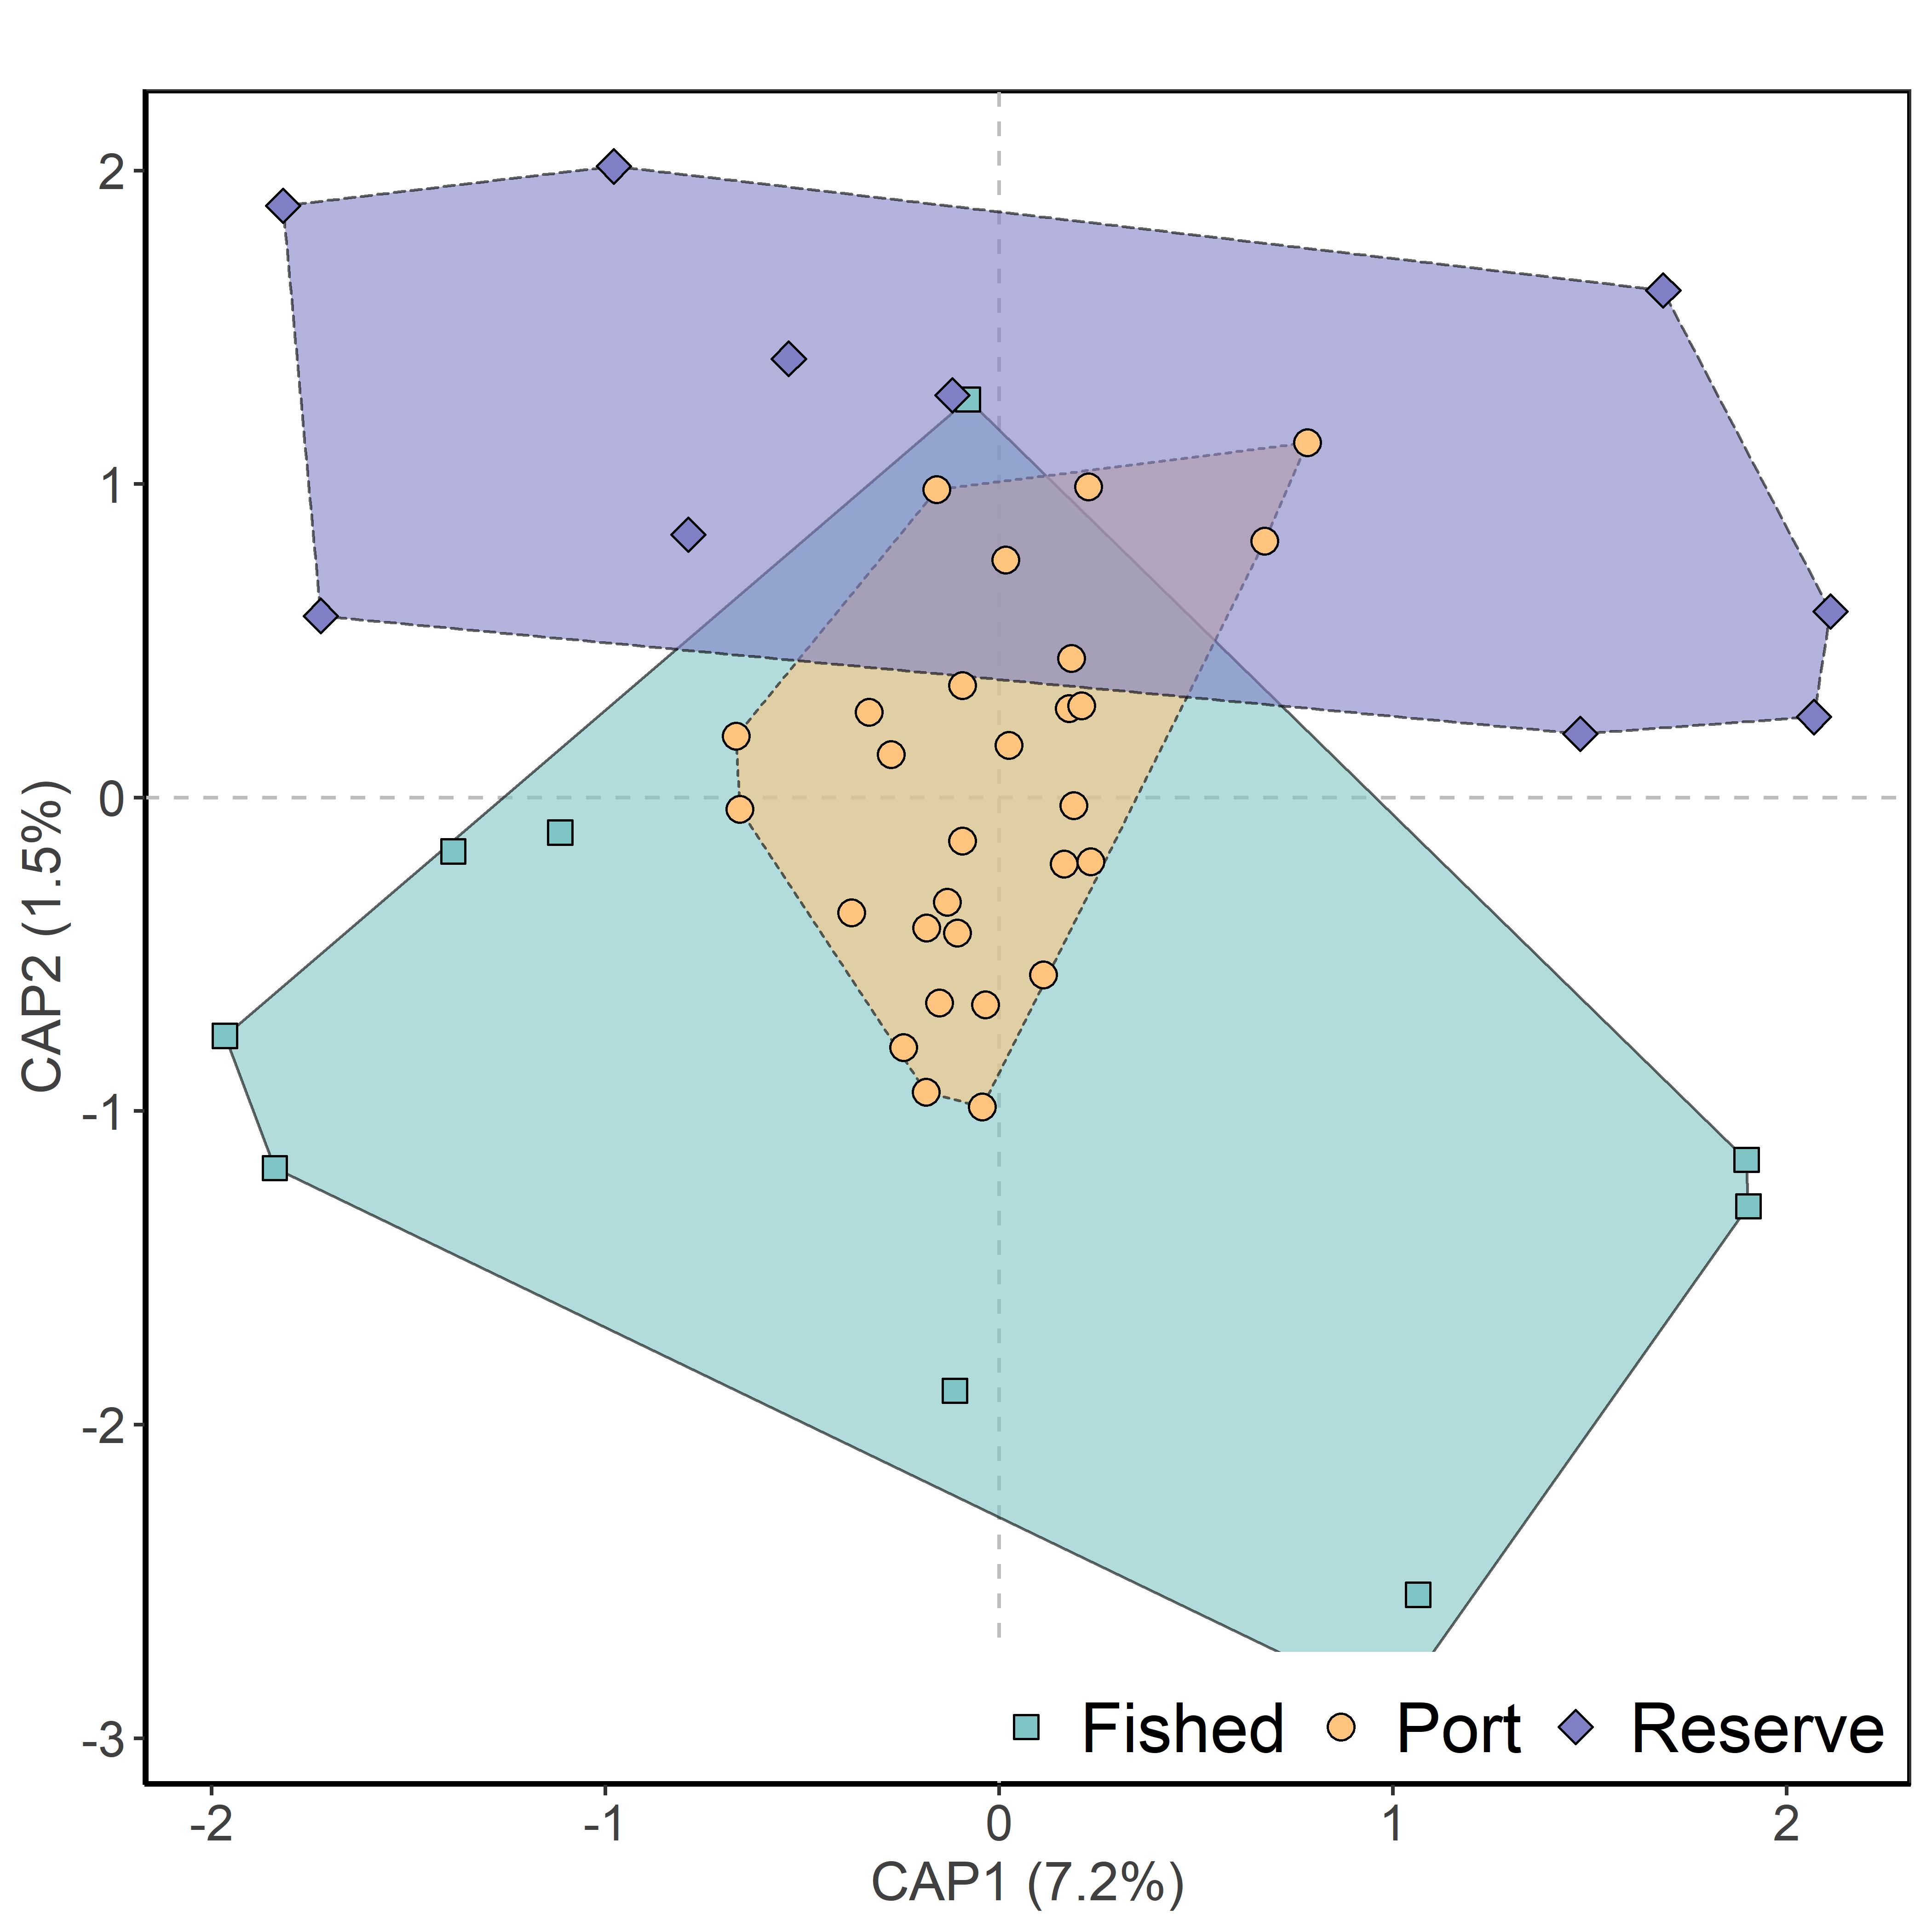 2
1
0
-1
-2
-3
CAP2 (1.5%)
Fished Port Reserve
-2 -1 0 1 2
CAP1 (7.2%)